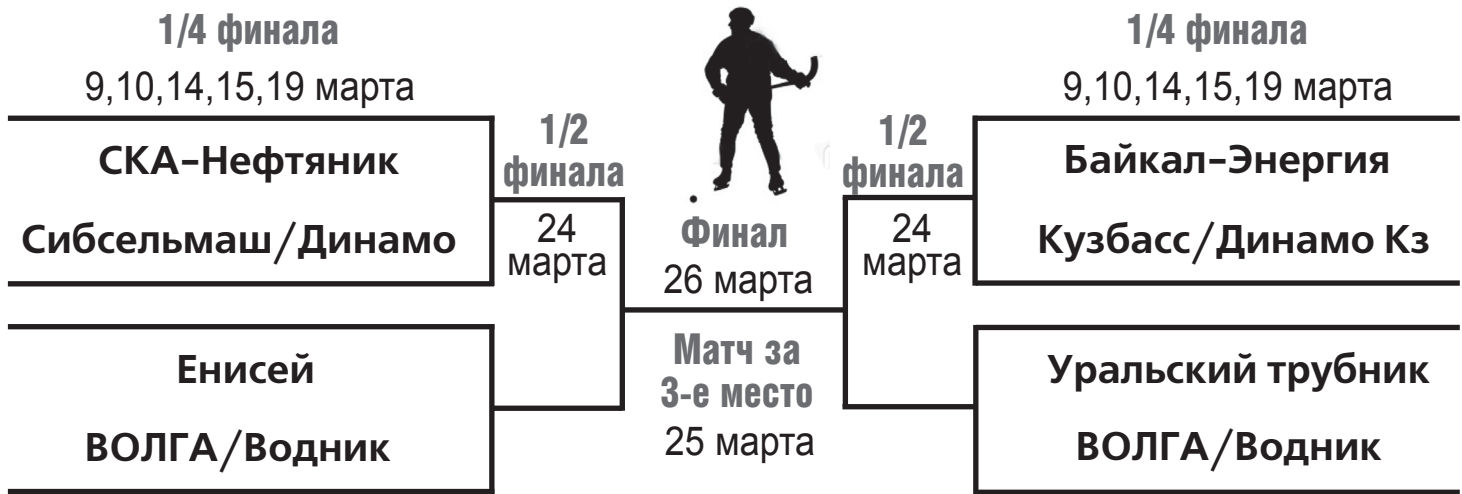 1/4 финала
9,10,14,15,19 марта
СКА-Нефтяник
Сибсельмаш/Динамо
Енисей
ВОЛГА/Водник
1/2
финала
24
марта
Финал
26 марта
Матч за
3-е место
25 марта
1/2
финала
24
марта
1/4 финала
9,10,14,15,19 марта
Байкал-Энергия
Кузбасс/Динамо Кз
Уральский трубник
ВОЛГА/Водник